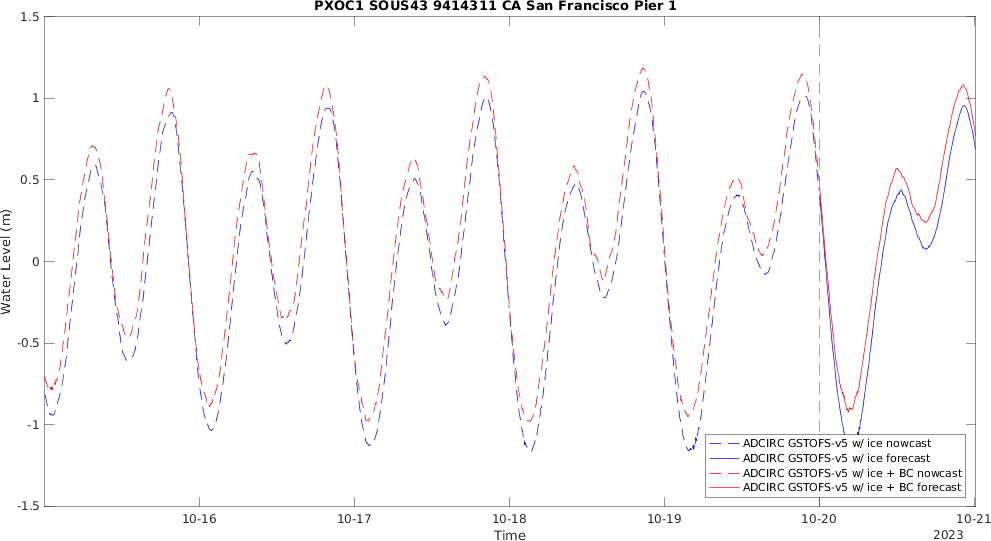 PXOC1 SOUS43 9414311 CA San Francisco Pier 1
Water Level (m)
1.5
1
0.5
0
-0.5
-1
-1.5
10-16
10-17
10-18
10-19
10-20
10-21
Time
2023
ADCIRC GSTOFS-v5 w/ ice nowcast
ADCIRC GSTOFS-v5 w/ ice forecast
ADCIRC GSTOFS-v5 w/ ice + BC nowcast
ADCIRC GSTOFS-v5 w/ ice + BC forecast